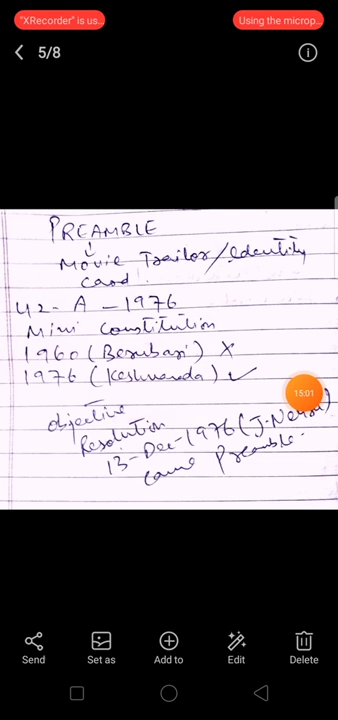 "XRecorder" is us...
Using the microp...
5/8
PREAMBLE
Movie Trailor/Identity
Card.
42-A-1976
Mini Constitution
1960 (Berubari) X
1976 (Keshvanda) ✓
15:01
Objective
Resolution
13-Dec-1976 (J.Nehru)
came Preamble.
Send
Set as
Add to
Edit
Delete